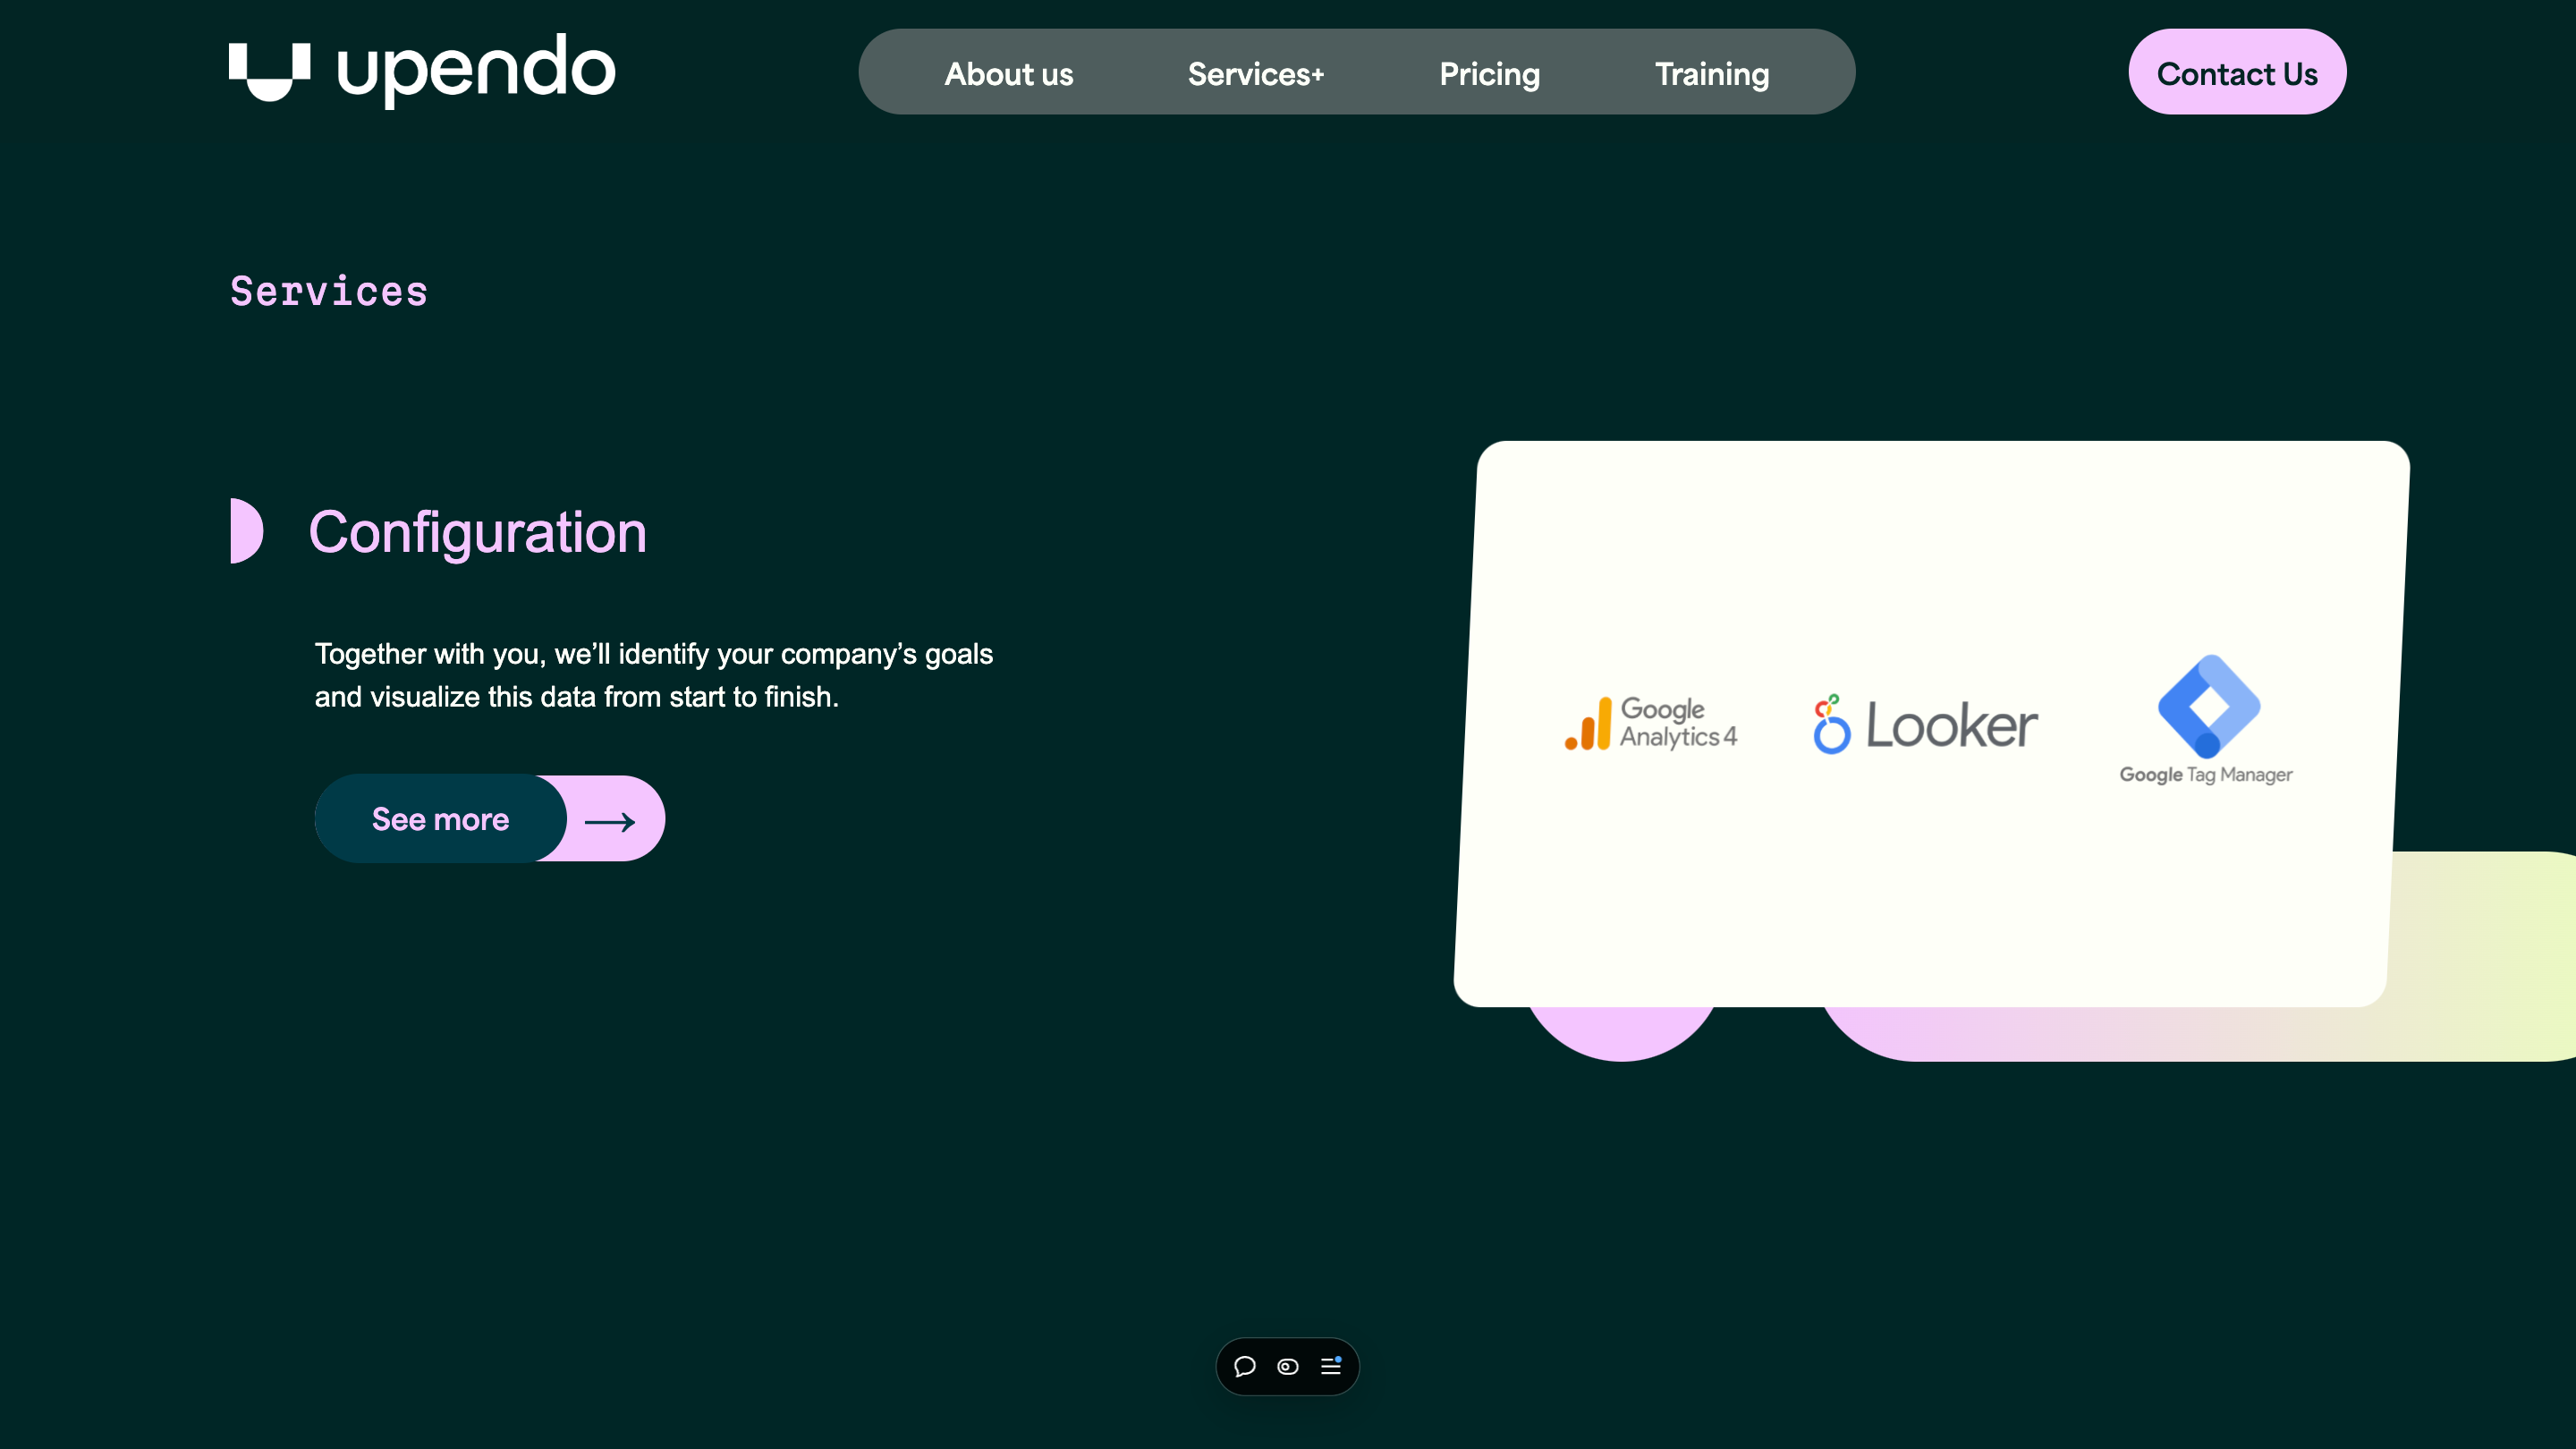 upendo
About us
Services+
Pricing
Training
Contact Us
Services
Configuration
Together with you, we’ll identify your company’s goals
and visualize this data from start to finish.
See more
Google
Analytics 4
Looker
Google Tag Manager